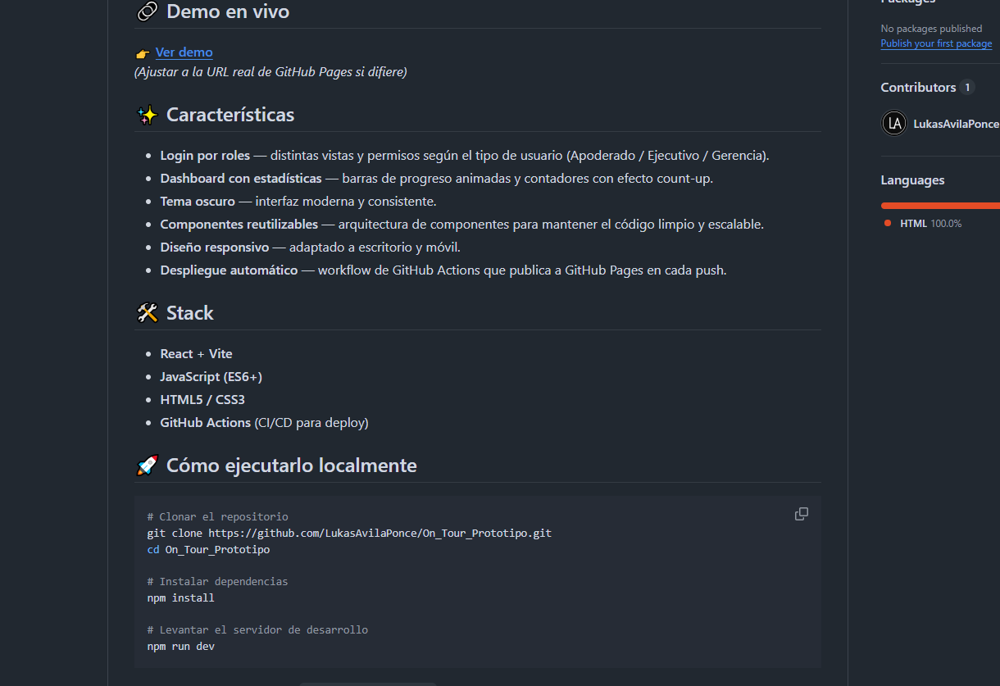 Demo en vivo
Ver demo
(Ajustar a la URL real de GitHub Pages si difiere)
Características
Login por roles — distintas vistas y permisos según el tipo de usuario (Apoderado / Ejecutivo / Gerencia).
Dashboard con estadísticas — barras de progreso animadas y contadores con efecto count-up.
Tema oscuro — interfaz moderna y consistente.
Componentes reutilizables — arquitectura de componentes para mantener el código limpio y escalable.
Diseño responsivo — adaptado a escritorio y móvil.
Despliegue automático — workflow de GitHub Actions que publica a GitHub Pages en cada push.
Stack
React + Vite
JavaScript (ES6+)
HTML5 / CSS3
GitHub Actions (CI/CD para deploy)
Cómo ejecutarlo localmente
# Clonar el repositorio
git clone https://github.com/LukasAvilaPonce/On_Tour_Prototipo.git
cd On_Tour_Prototipo
# Instalar dependencias
npm install
# Levantar el servidor de desarrollo
npm run dev
Packages
No packages published
Publish your first package
Contributors 1
LA LukasAvilaPonce
Languages
HTML 100.0%